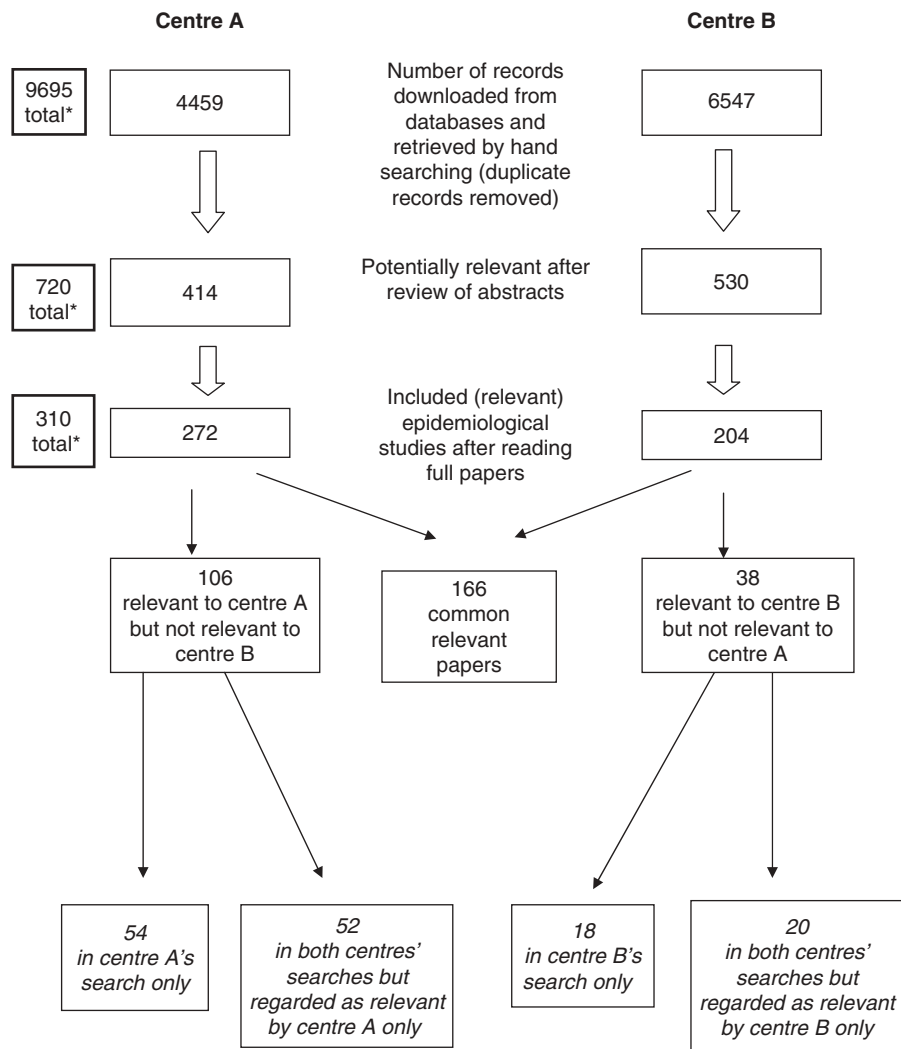 Centre A
Centre B
9695
total*
4459
Number of records
downloaded from
databases and
retrieved by hand
searching (duplicate
records removed)
6547
720
total*
414
Potentially relevant after
review of abstracts
530
310
total*
272
Included (relevant)
epidemiological
studies after reading
full papers
204
106
relevant to centre A
but not relevant to
centre B
166
common
relevant
papers
38
relevant to centre B
but not relevant to
centre A
54
in centre A's
search only
52
in both centres'
searches but
regarded as relevant
by centre A only
18
in centre B's
search only
20
in both centres'
searches but
regarded as relevant
by centre B only